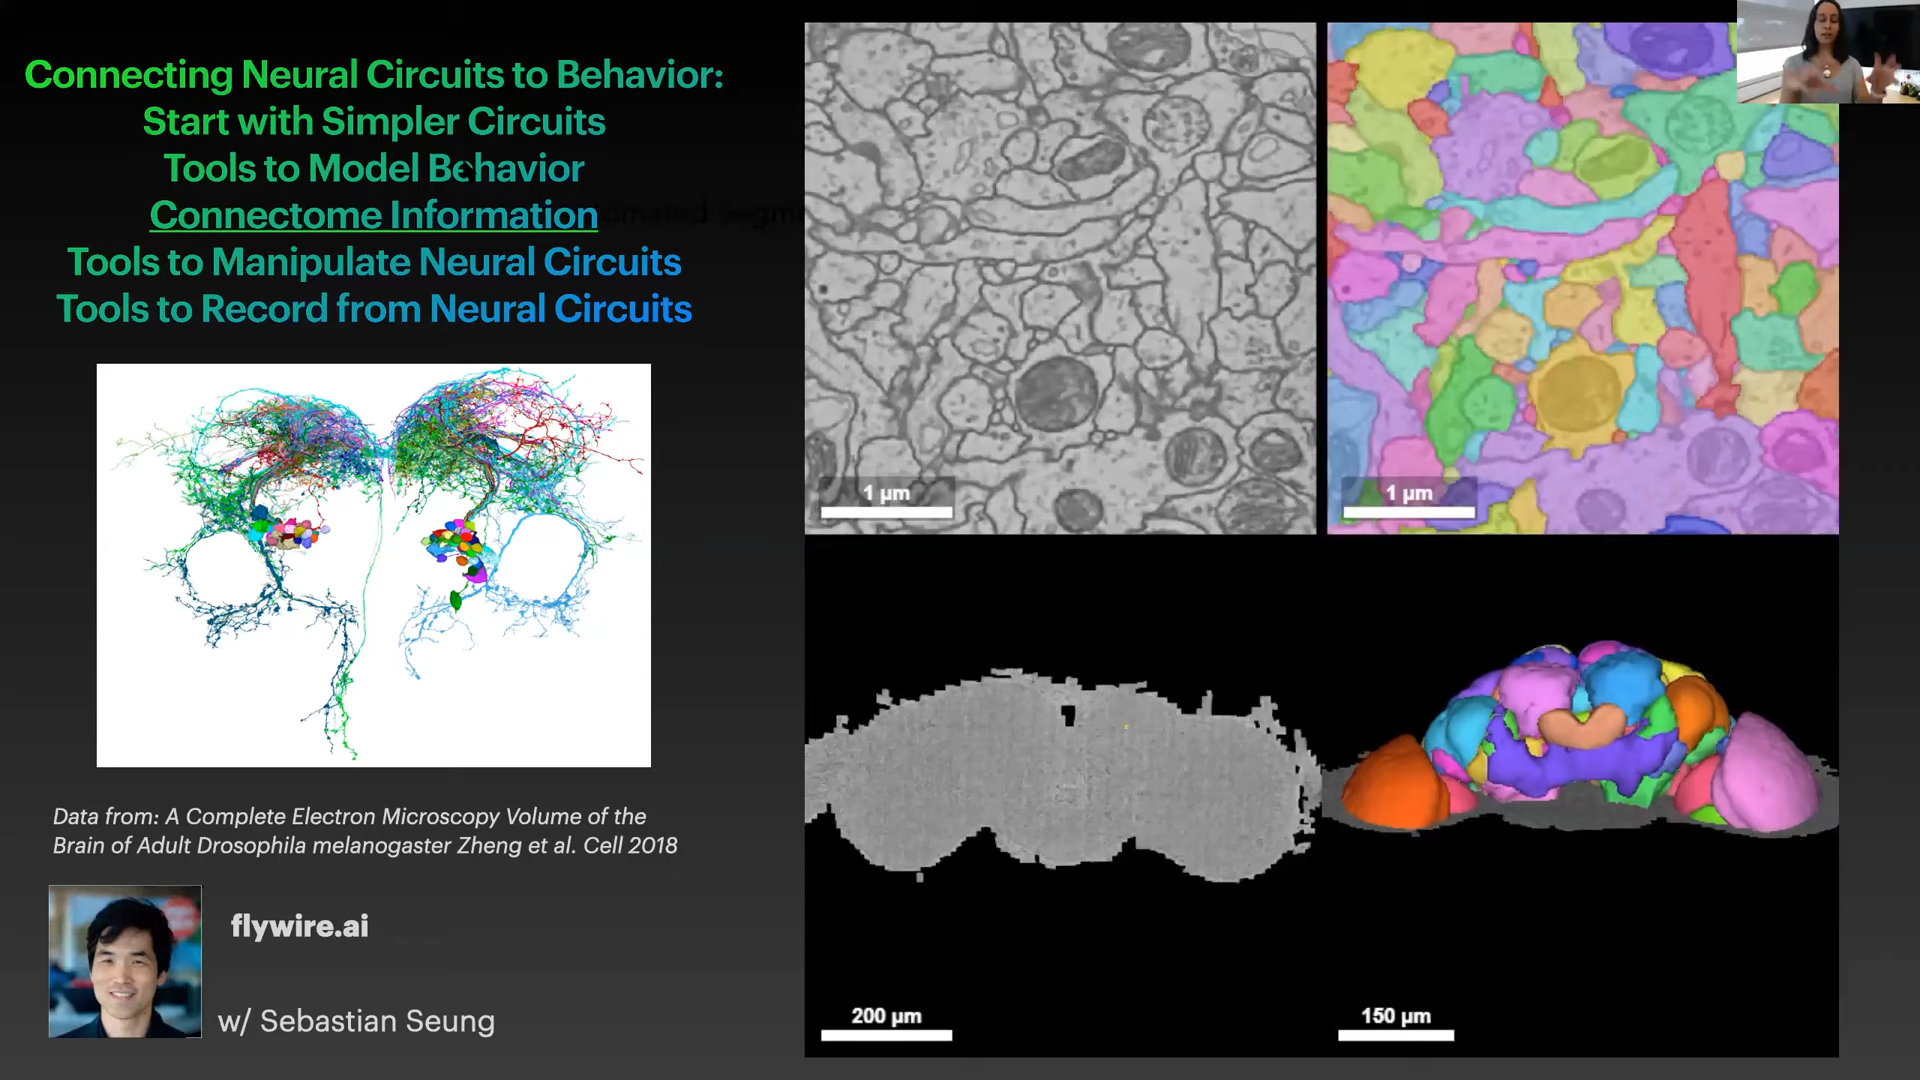 Connecting Neural Circuits to Behavior:
Start with Simpler Circuits
Tools to Model Behavior
Connectome Information
Tools to Manipulate Neural Circuits
Tools to Record from Neural Circuits
Data from: A Complete Electron Microscopy Volume of the
Brain of Adult Drosophila melanogaster Zheng et al. Cell 2018
flywire.ai
w/ Sebastian Seung
1 µm
1 µm
200 µm
150 µm